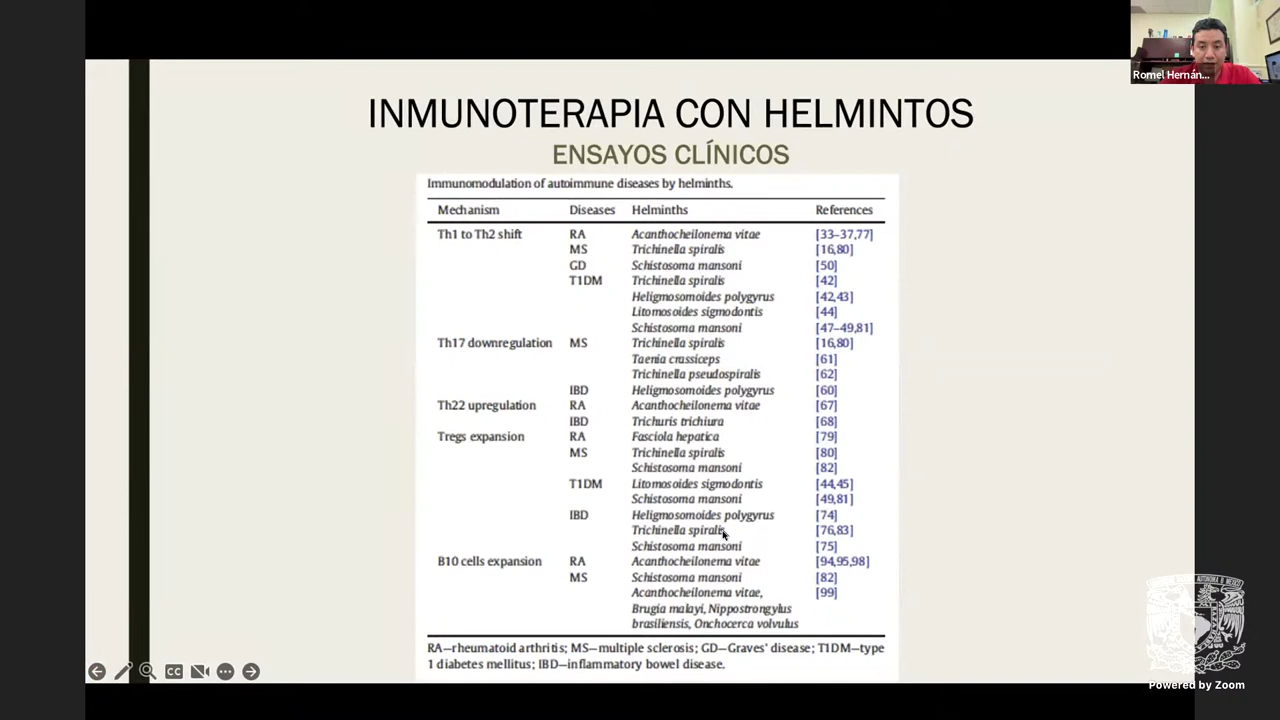 Romel Hernán...
INMUNOTERAPIA CON HELMINTOS
ENSAYOS CLÍNICOS
Immunomodulation of autoimmune diseases by helminths.
Mechanism Diseases Helminths References
Th1 to Th2 shift RA Acanthocheilonema vitae [33–37,77]
MS Trichinella spiralis [16,80]
GD Schistosoma mansoni [50]
T1DM Trichinella spiralis [42]
Heligmosomoides polygyrus [42,43]
Litomosoides sigmodontis [44]
Schistosoma mansoni [47–49,81]
Th17 downregulation MS Trichinella spiralis [16,80]
Taenia crassiceps [61]
Trichinella pseudospiralis [62]
IBD Heligmosomoides polygyrus [60]
Th22 upregulation RA Acanthocheilonema vitae [67]
IBD Trichuris trichiura [68]
Tregs expansion RA Fasciola hepatica [79]
MS Trichinella spiralis [80]
Schistosoma mansoni [82]
T1DM Litomosoides sigmodontis [44,45]
Schistosoma mansoni [49,81]
IBD Heligmosomoides polygyrus [74]
Trichinella spiralis [76,83]
Schistosoma mansoni [75]
B10 cells expansion RA Acanthocheilonema vitae [94,95,98]
MS Schistosoma mansoni [82]
Acanthocheilonema vitae, [99]
Brugia malayi, Nippostrongylus
brasiliensis, Onchocerca volvulus
RA—rheumatoid arthritis; MS—multiple sclerosis; GD—Graves' disease; T1DM—type
1 diabetes mellitus; IBD—inflammatory bowel disease.
CC
Powered by Zoom